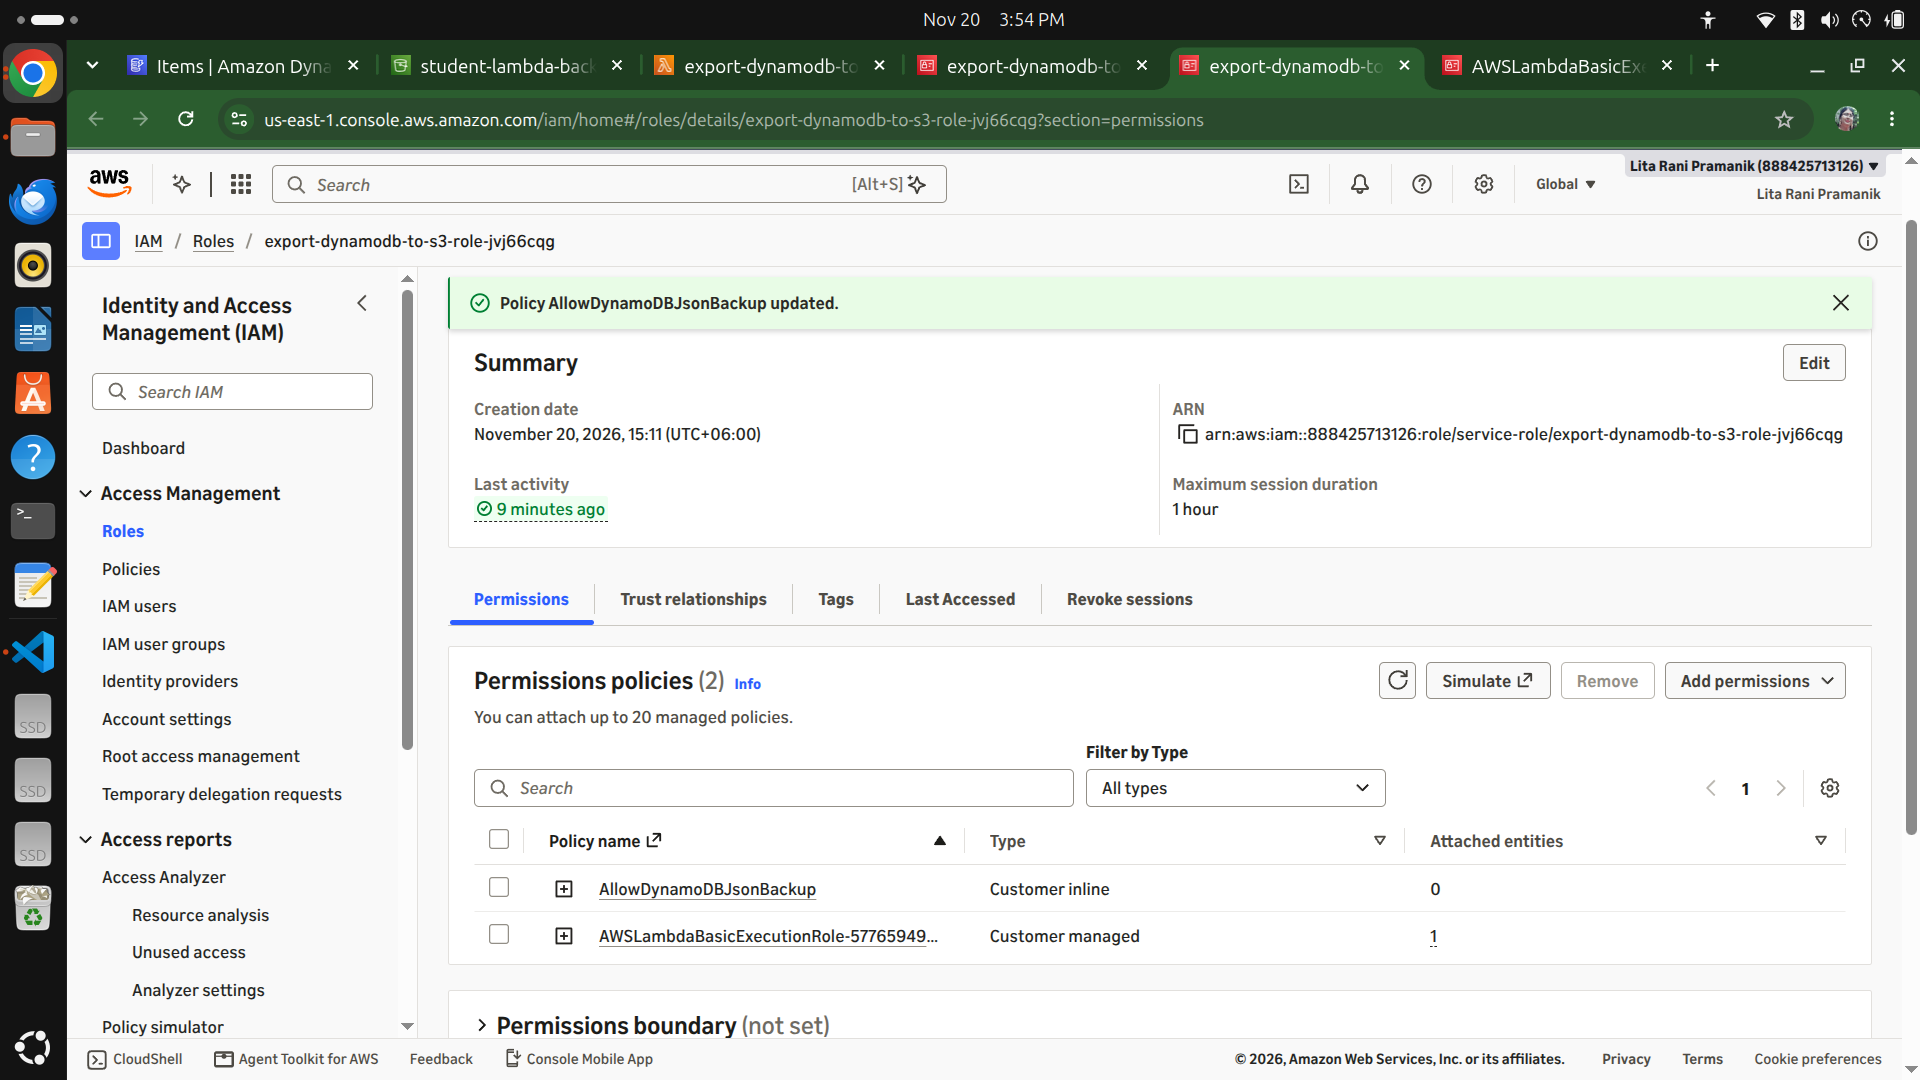 Nov 20 3:54 PM
Items | Amazon Dyna
student-lambda-back
export-dynamodb-to
export-dynamodb-to
export-dynamodb-to
AWSLambdaBasicExe
us-east-1.console.aws.amazon.com/iam/home#/roles/details/export-dynamodb-to-s3-role-jvj66cqg?section=permissions
aws
Search
[Alt+S]
Global
Lita Rani Pramanik (888425713126)
Lita Rani Pramanik
IAM / Roles / export-dynamodb-to-s3-role-jvj66cqg
Identity and Access
Management (IAM)
Search IAM
Dashboard
Access Management
Roles
Policies
IAM users
IAM user groups
Identity providers
Account settings
Root access management
Temporary delegation requests
Access reports
Access Analyzer
Resource analysis
Unused access
Analyzer settings
Policy simulator
Policy AllowDynamoDBJsonBackup updated.
Summary
Edit
Creation date
November 20, 2026, 15:11 (UTC+06:00)
ARN
arn:aws:iam::888425713126:role/service-role/export-dynamodb-to-s3-role-jvj66cqg
Last activity
9 minutes ago
Maximum session duration
1 hour
Permissions
Trust relationships
Tags
Last Accessed
Revoke sessions
Permissions policies (2) Info
You can attach up to 20 managed policies.
Simulate
Remove
Add permissions
Filter by Type
Search
All types
1
Policy name
Type
Attached entities
AllowDynamoDBJsonBackup
Customer inline
0
AWSLambdaBasicExecutionRole-57765949...
Customer managed
1
Permissions boundary (not set)
SSD
SSD
SSD
CloudShell
Agent Toolkit for AWS
Feedback
Console Mobile App
© 2026, Amazon Web Services, Inc. or its affiliates.
Privacy
Terms
Cookie preferences